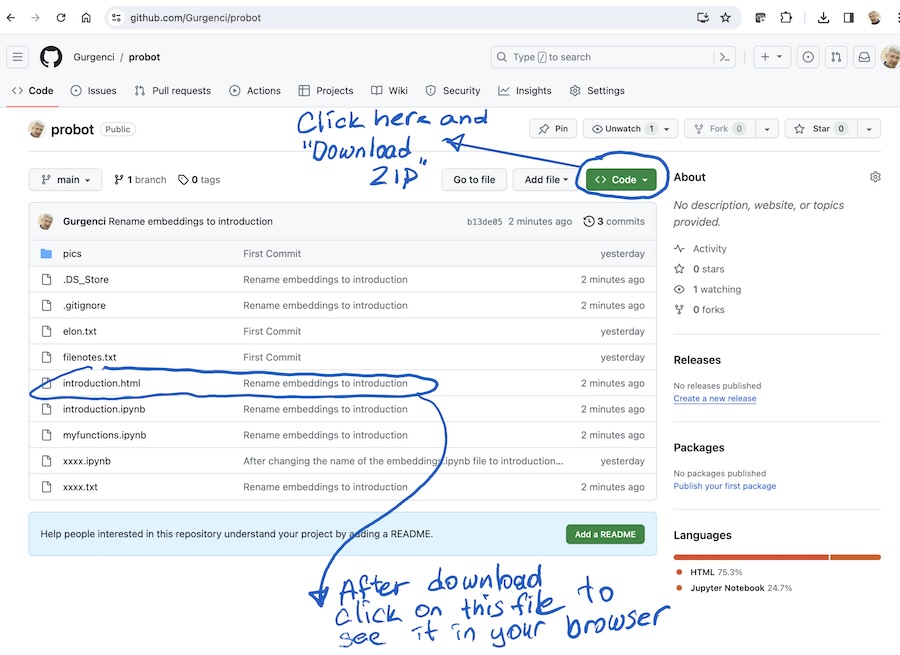 github.com/Gurgenci/probot
Gurgenci / probot
Type / to search
Code Issues Pull requests Actions Projects Wiki Security Insights Settings
Click here and
"Download
ZIP"
probot Public
Pin Unwatch 1 Fork 0 Star 0
main 1 branch 0 tags Go to file Add file Code
Gurgenci Rename embeddings to introduction b13de05 2 minutes ago 3 commits
pics First Commit yesterday
.DS_Store Rename embeddings to introduction 2 minutes ago
.gitignore Rename embeddings to introduction 2 minutes ago
elon.txt First Commit yesterday
filenotes.txt First Commit yesterday
introduction.html Rename embeddings to introduction 2 minutes ago
introduction.ipynb Rename embeddings to introduction 2 minutes ago
myfunctions.ipynb Rename embeddings to introduction 2 minutes ago
xxxx.ipynb After changing the name of the embeddings.ipynb file to introduction... yesterday
xxxx.txt Rename embeddings to introduction 2 minutes ago
Help people interested in this repository understand your project by adding a README. Add a README
After download
click on this file to
see it in your browser
About
No description, website, or topics
provided.
Activity
0 stars
1 watching
0 forks
Releases
No releases published
Create a new release
Packages
No packages published
Publish your first package
Languages
HTML 75.3%
Jupyter Notebook 24.7%